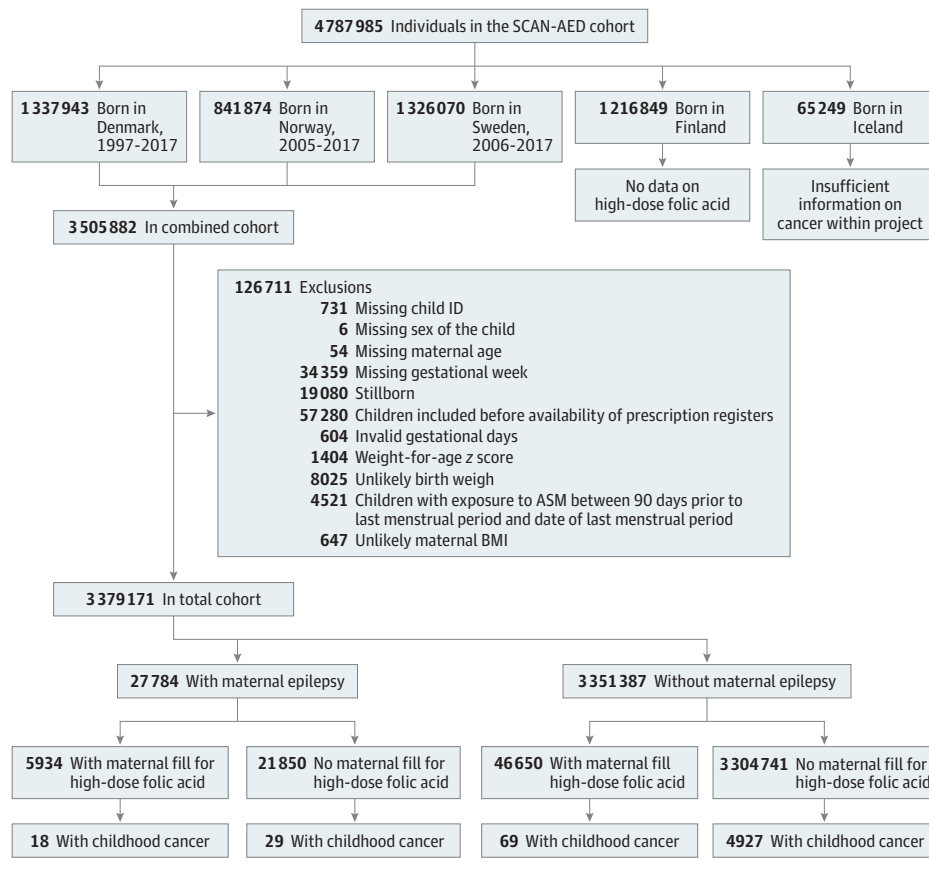 4787985 Individuals in the SCAN-AED cohort
1337943 Born in
Denmark,
1997-2017
841874 Born in
Norway,
2005-2017
1326070 Born in
Sweden,
2006-2017
1216849 Born in
Finland
65249 Born in
Iceland
No data on
high-dose folic acid
Insufficient
information on
cancer within project
3505882 In combined cohort
126711 Exclusions
731 Missing child ID
6 Missing sex of the child
54 Missing maternal age
34359 Missing gestational week
19080 Stillborn
57280 Children included before availability of prescription registers
604 Invalid gestational days
1404 Weight-for-age z score
8025 Unlikely birth weigh
4521 Children with exposure to ASM between 90 days prior to
last menstrual period and date of last menstrual period
647 Unlikely maternal BMI
3379171 In total cohort
27784 With maternal epilepsy
3351387 Without maternal epilepsy
5934 With maternal fill for
high-dose folic acid
21850 No maternal fill for
high-dose folic acid
46650 With maternal fill
high-dose folic acid
3304741 No maternal fill for
high-dose folic acid
18 With childhood cancer
29 With childhood cancer
69 With childhood cancer
4927 With childhood cancer